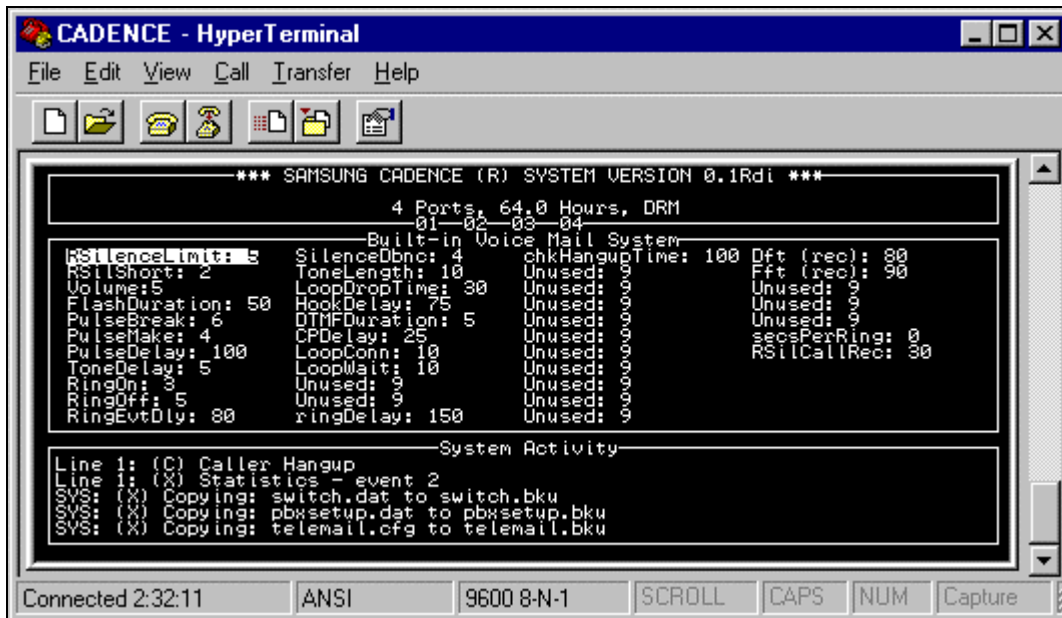 CADENCE - HyperTerminal
File Edit View Call Transfer Help
*** SAMSUNG CADENCE (R) SYSTEM VERSION 0.1Rdi ***
4 Ports, 64.0 Hours, DRM
01—02—03—04
Built-in Voice Mail System
RSilenceLimit: 5 SilenceDbnc: 4 chkHangupTime: 100 Dft (rec): 80
RSilShort: 2 ToneLength: 10 Unused: 9 Fft (rec): 90
Volume:5 LoopDropTime: 30 Unused: 9 Unused: 9
FlashDuration: 50 HookDelay: 75 Unused: 9 Unused: 9
PulseBreak: 6 DTMFDuration: 5 Unused: 9 Unused: 9
PulseMake: 4 CPDelay: 25 Unused: 9 secsPerRing: 0
PulseDelay: 100 LoopConn: 10 Unused: 9 RSilCallRec: 30
ToneDelay: 5 LoopWait: 10 Unused: 9
RingOn: 3 Unused: 9 Unused: 9
RingOff: 5 Unused: 9 Unused: 9
RingEvtDly: 80 ringDelay: 150 Unused: 9
System Activity
Line 1: (C) Caller Hangup
Line 1: (X) Statistics - event 2
SYS: (X) Copying: switch.dat to switch.bku
SYS: (X) Copying: pbxsetup.dat to pbxsetup.bku
SYS: (X) Copying: telemail.cfg to telemail.bku
Connected 2:32:11 ANSI 9600 8-N-1 SCROLL CAPS NUM Capture